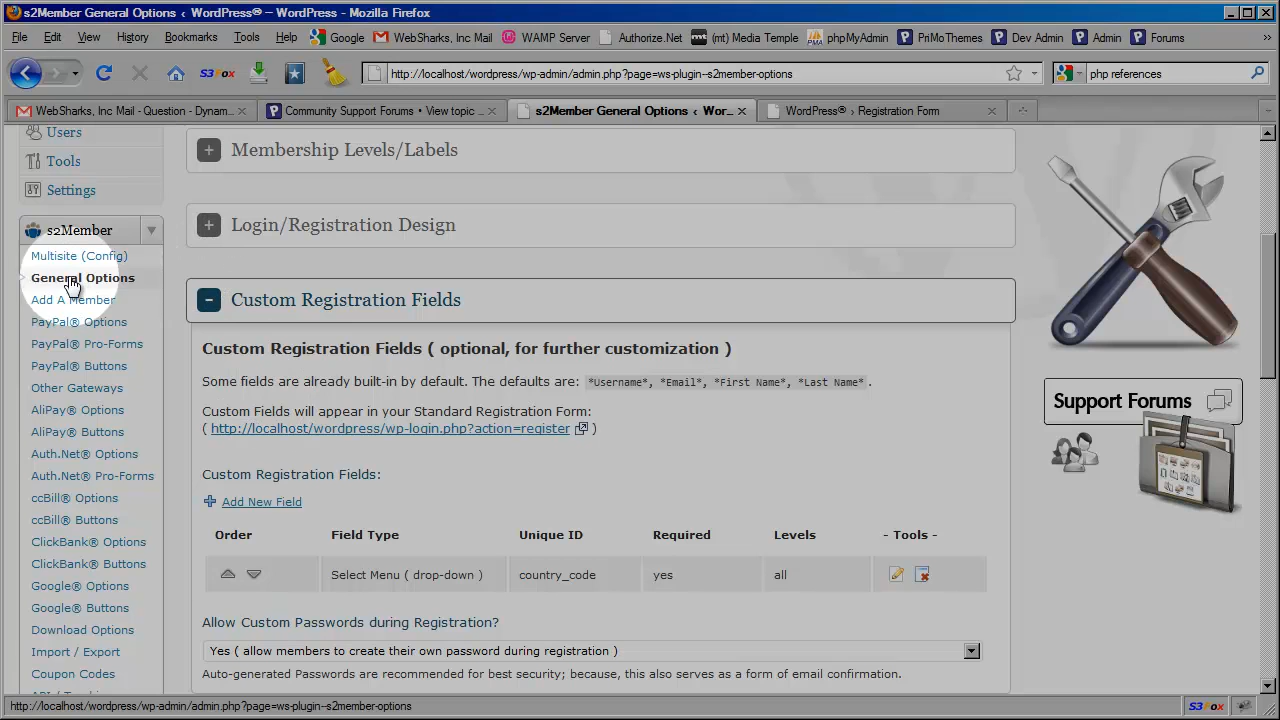 s2Member General Options ‹ WordPress® — WordPress - Mozilla Firefox
File Edit View History Bookmarks Tools Help Google WebSharks, Inc Mail WAMP Server Authorize.Net (mt) Media Temple phpMyAdmin PriMoThemes Dev Admin Admin Forums »
S3Fox http://localhost/wordpress/wp-admin/admin.php?page=ws-plugin--s2member-options php references
WebSharks, Inc Mail - Question - Dynam... Community Support Forums • View topic ... s2Member General Options ‹ Wor... WordPress® › Registration Form
Users
Tools
Settings
s2Member
Multisite (Config)
General Options
Add A Member
PayPal® Options
PayPal® Pro-Forms
PayPal® Buttons
Other Gateways
AliPay® Options
AliPay® Buttons
Auth.Net® Options
Auth.Net® Pro-Forms
ccBill® Options
ccBill® Buttons
ClickBank® Options
ClickBank® Buttons
Google® Options
Google® Buttons
Download Options
Import / Export
Coupon Codes
Membership Levels/Labels
Login/Registration Design
Custom Registration Fields
Custom Registration Fields ( optional, for further customization )
Some fields are already built-in by default. The defaults are: *Username*, *Email*, *First Name*, *Last Name* .
Custom Fields will appear in your Standard Registration Form:
( http://localhost/wordpress/wp-login.php?action=register )
Custom Registration Fields:
Add New Field
Order Field Type Unique ID Required Levels - Tools -
Select Menu ( drop-down ) country_code yes all
Allow Custom Passwords during Registration?
Yes ( allow members to create their own password during registration )
Auto-generated Passwords are recommended for best security; because, this also serves as a form of email confirmation.
Support Forums
http://localhost/wordpress/wp-admin/admin.php?page=ws-plugin--s2member-options S3Fox